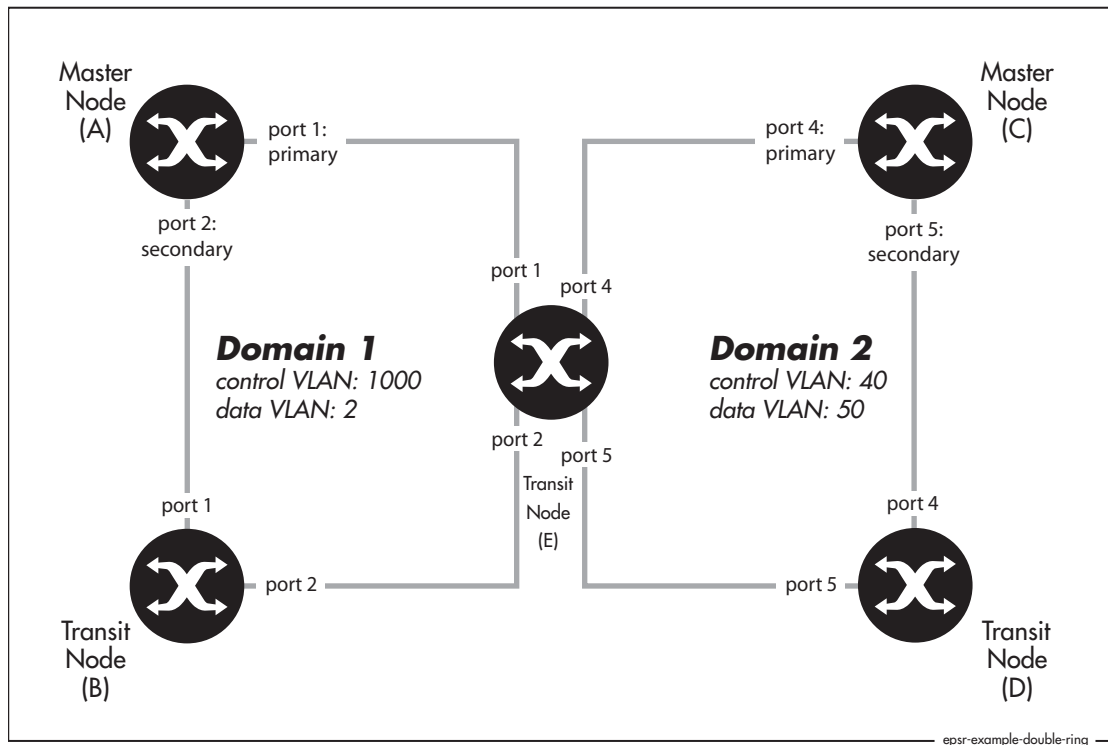 Master
Node
(A)
port 1:
primary
port 2:
secondary
port 4:
primary
Master
Node
(C)
port 5:
secondary
port 1
port 4
Domain 1
control VLAN: 1000
data VLAN: 2
Domain 2
control VLAN: 40
data VLAN: 50
port 2
port 5
Transit
Node
(E)
port 1
port 2
Transit
Node
(B)
port 4
port 5
Transit
Node
(D)
epsr-example-double-ring